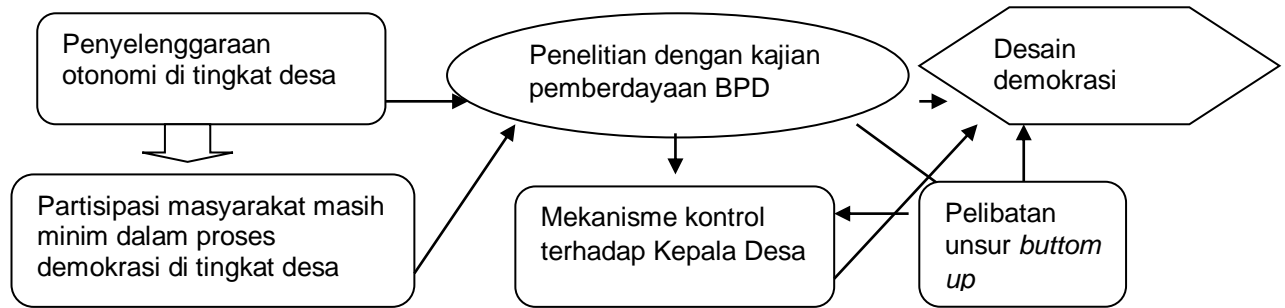 Penyelenggaraan
otonomi di tingkat desa
Partisipasi masyarakat masih
minim dalam proses
demokrasi di tingkat desa
Penelitian dengan kajian
pemberdayaan BPD
Mekanisme kontrol
terhadap Kepala Desa
Desain
demokrasi
Pelibatan
unsur buttom
up